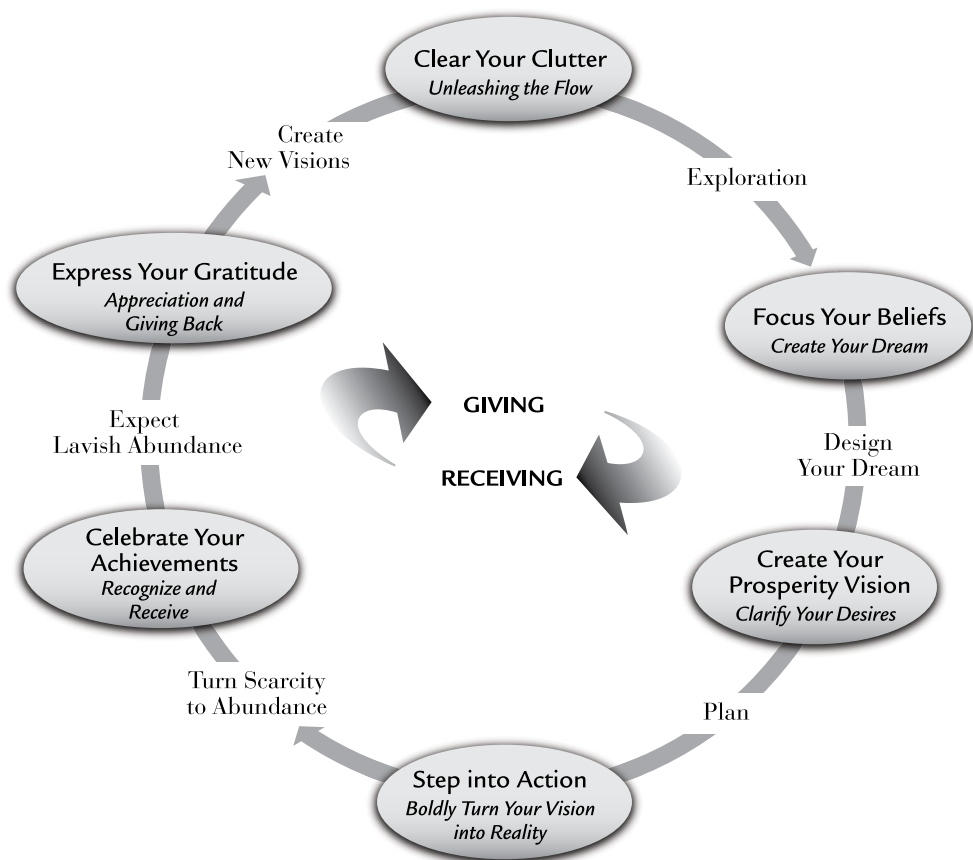 Clear Your Clutter
Unleashing the Flow
Exploration
Focus Your Beliefs
Create Your Dream
Design
Your Dream
Create Your
Prosperity Vision
Clarify Your Desires
Plan
Step into Action
Boldly Turn Your Vision
into Reality
Turn Scarcity
to Abundance
Celebrate Your
Achievements
Recognize and
Receive
Expect
Lavish Abundance
Express Your Gratitude
Appreciation and
Giving Back
Create
New Visions
GIVING
RECEIVING